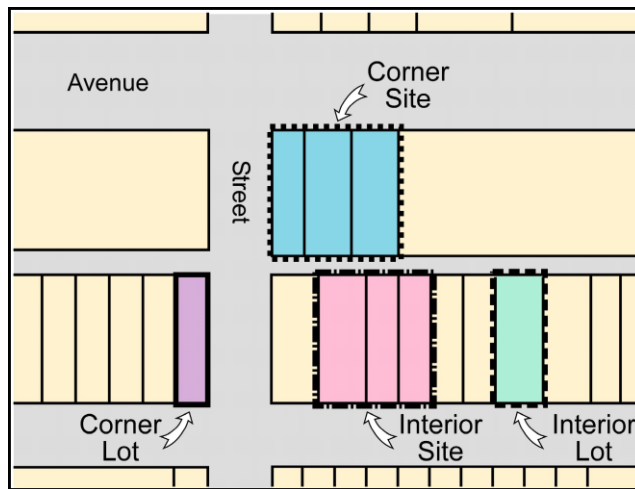 Avenue
Corner
Site
Street
Corner
Lot
Interior
Site
Interior
Lot